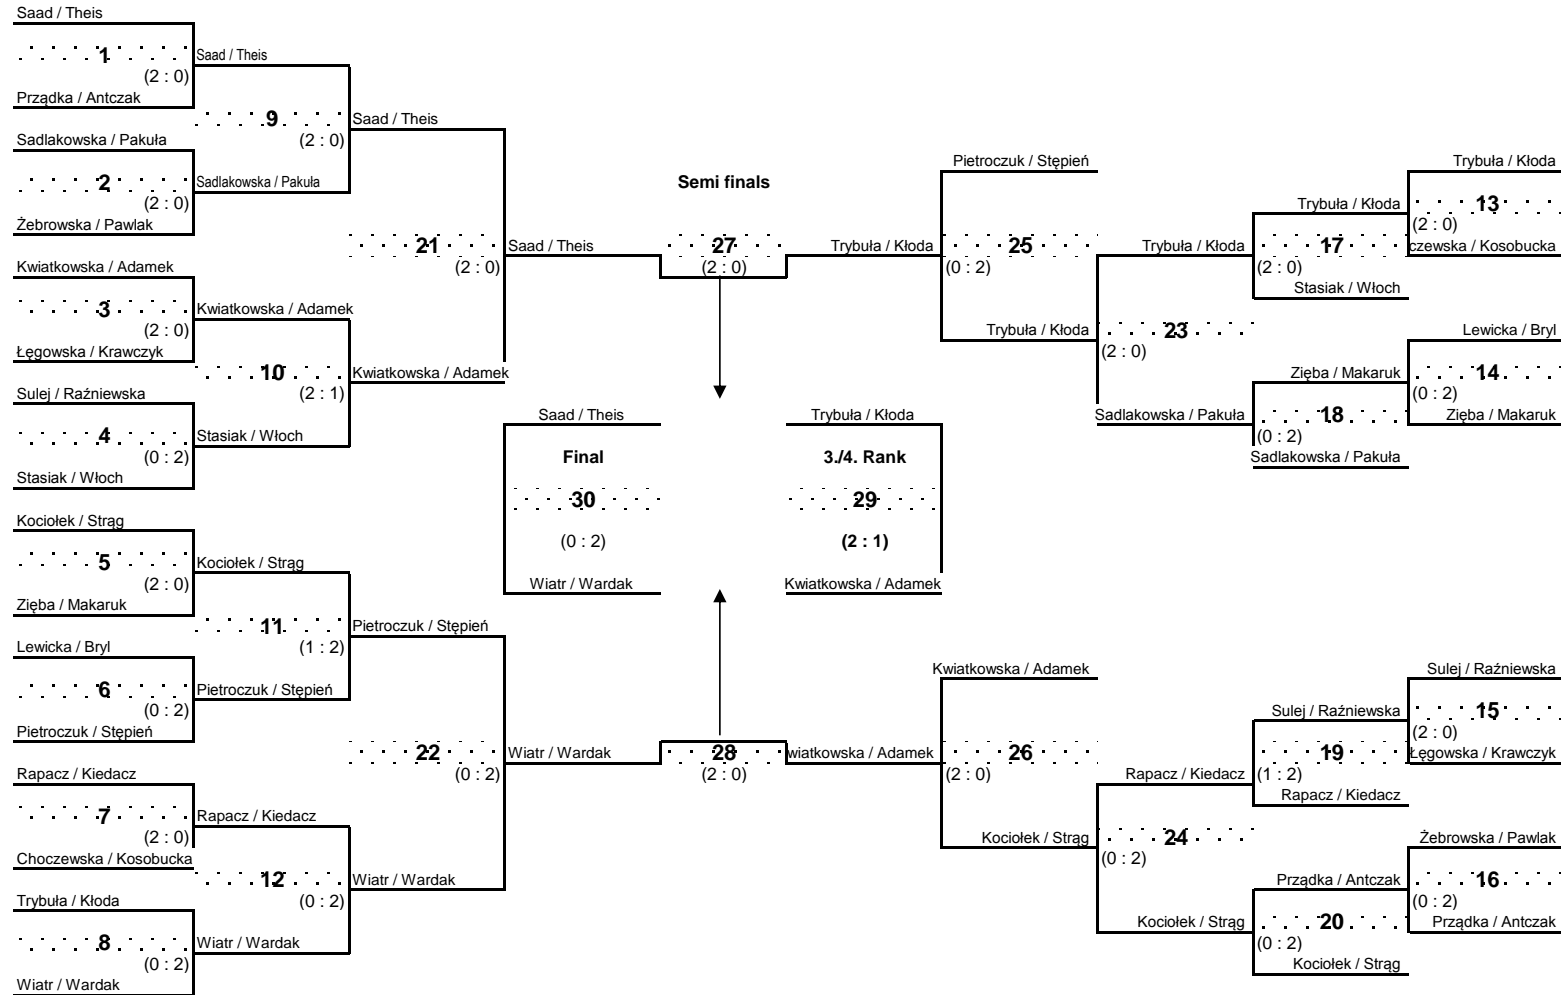 Saad / Theis
1
(2 : 0)
Prządka / Antczak
Saad / Theis
9
(2 : 0)
Sadlakowska / Pakuła
2
(2 : 0)
Żebrowska / Pawlak
Sadlakowska / Pakuła
Saad / Theis
21
(2 : 0)
Kwiatkowska / Adamek
3
(2 : 0)
Łęgowska / Krawczyk
Kwiatkowska / Adamek
10
(2 : 1)
Sulej / Raźniewska
4
(0 : 2)
Stasiak / Włoch
Stasiak / Włoch
Kwiatkowska / Adamek
Saad / Theis
Kociołek / Strąg
5
(2 : 0)
Zięba / Makaruk
Kociołek / Strąg
11
(1 : 2)
Lewicka / Bryl
6
(0 : 2)
Pietroczuk / Stępień
Pietroczuk / Stępień
Pietroczuk / Stępień
22
(0 : 2)
Rapacz / Kiedacz
7
(2 : 0)
Choczewska / Kosobucka
Rapacz / Kiedacz
12
(0 : 2)
Trybuła / Kłoda
8
(0 : 2)
Wiatr / Wardak
Wiatr / Wardak
Wiatr / Wardak
Wiatr / Wardak
Semi finals
27
(2 : 0)
Saad / Theis
Final
30
(0 : 2)
Wiatr / Wardak
Trybuła / Kłoda
3./4. Rank
29
(2 : 1)
Kwiatkowska / Adamek
28
(2 : 0)
Trybuła / Kłoda
Pietroczuk / Stępień
25
(0 : 2)
Trybuła / Kłoda
Trybuła / Kłoda
23
(2 : 0)
Sadlakowska / Pakuła
Trybuła / Kłoda
17
(2 : 0)
Stasiak / Włoch
Trybuła / Kłoda
13
(2 : 0)
czewska / Kosobucka
Zięba / Makaruk
18
(0 : 2)
Sadlakowska / Pakuła
Lewicka / Bryl
14
(0 : 2)
Zięba / Makaruk
wiatkowska / Adamek
Kwiatkowska / Adamek
26
(2 : 0)
Kociołek / Strąg
Rapacz / Kiedacz
24
(0 : 2)
Kociołek / Strąg
Sulej / Raźniewska
19
(1 : 2)
Rapacz / Kiedacz
Sulej / Raźniewska
15
(2 : 0)
Łęgowska / Krawczyk
Prządka / Antczak
20
(0 : 2)
Kociołek / Strąg
Żebrowska / Pawlak
16
(0 : 2)
Prządka / Antczak